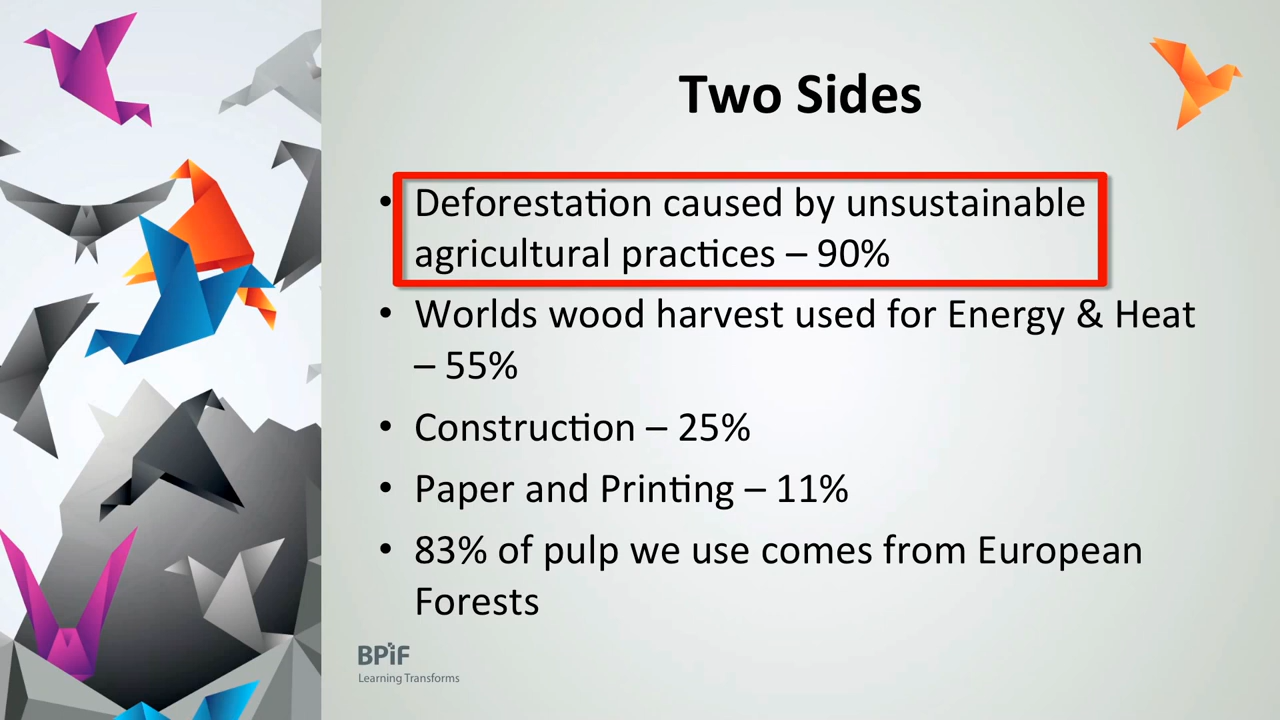 Two Sides
• Deforestation caused by unsustainable
agricultural practices – 90%
• Worlds wood harvest used for Energy & Heat
– 55%
• Construction – 25%
• Paper and Printing – 11%
• 83% of pulp we use comes from European
Forests
BPiF
Learning Transforms